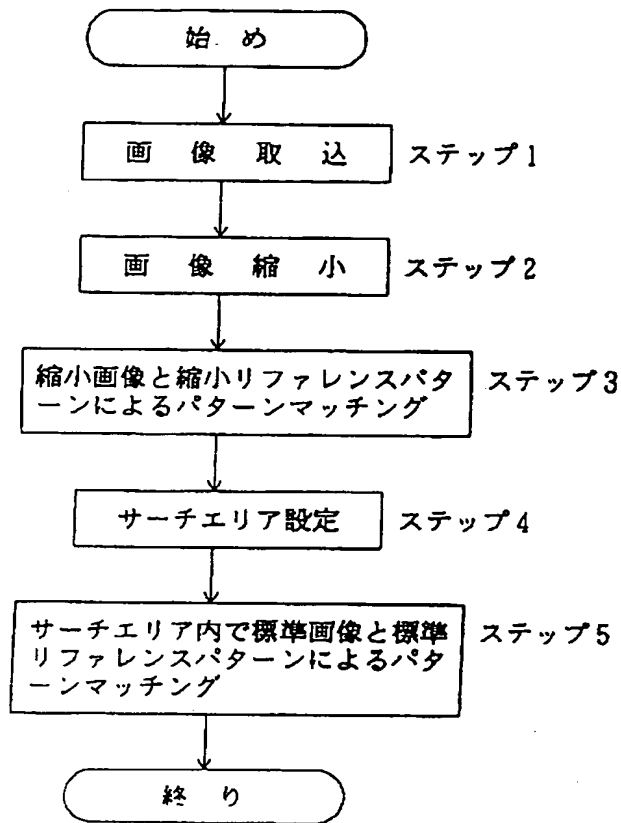 始め
画像取込 ステップ1
画像縮小 ステップ2
縮小画像と縮小リファレンスパタ ステップ3
ーンによるパターンマッチング
サーチエリア設定 ステップ4
サーチエリア内で標準画像と標準 ステップ5
リファレンスパターンによるパタ
ーンマッチング
終り